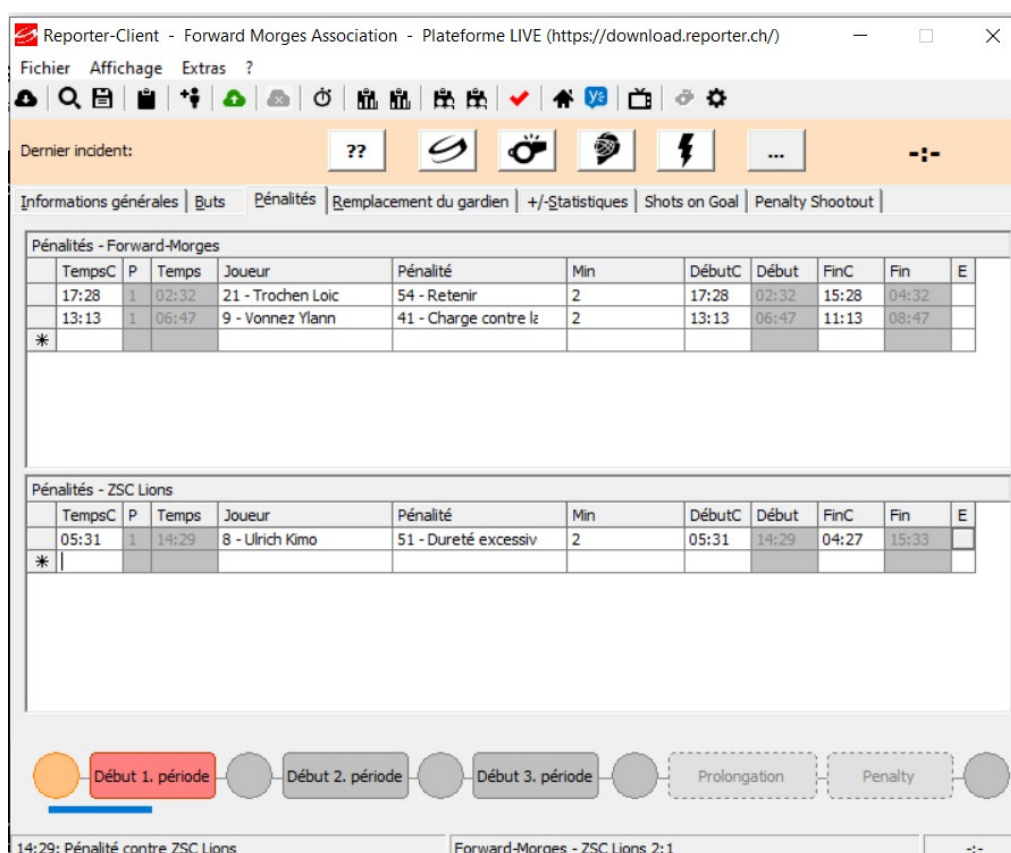 Reporter-Client - Forward Morges Association - Plateforme LIVE (https://download.reporter.ch/)
Fichier Affichage Extras ?
Dernier incident: ?? ... -:-
Informations générales Buts Pénalités Remplacement du gardien +/-Statistiques Shots on Goal Penalty Shootout
Pénalités - Forward-Morges
TempsC P Temps Joueur Pénalité Min DébutC Début FinC Fin E
17:28 1 02:32 21 - Trochen Loic 54 - Retenir 2 17:28 02:32 15:28 04:32
13:13 1 06:47 9 - Vonnez Ylann 41 - Charge contre la 2 13:13 06:47 11:13 08:47
*
Pénalités - ZSC Lions
TempsC P Temps Joueur Pénalité Min DébutC Début FinC Fin E
05:31 1 14:29 8 - Ulrich Kimo 51 - Dureté excessiv 2 05:31 14:29 04:27 15:33
*
Début 1. période Début 2. période Début 3. période Prolongation Penalty
14:29: Pénalité contre ZSC Lions Forward-Morges - ZSC Lions 2:1 -:-